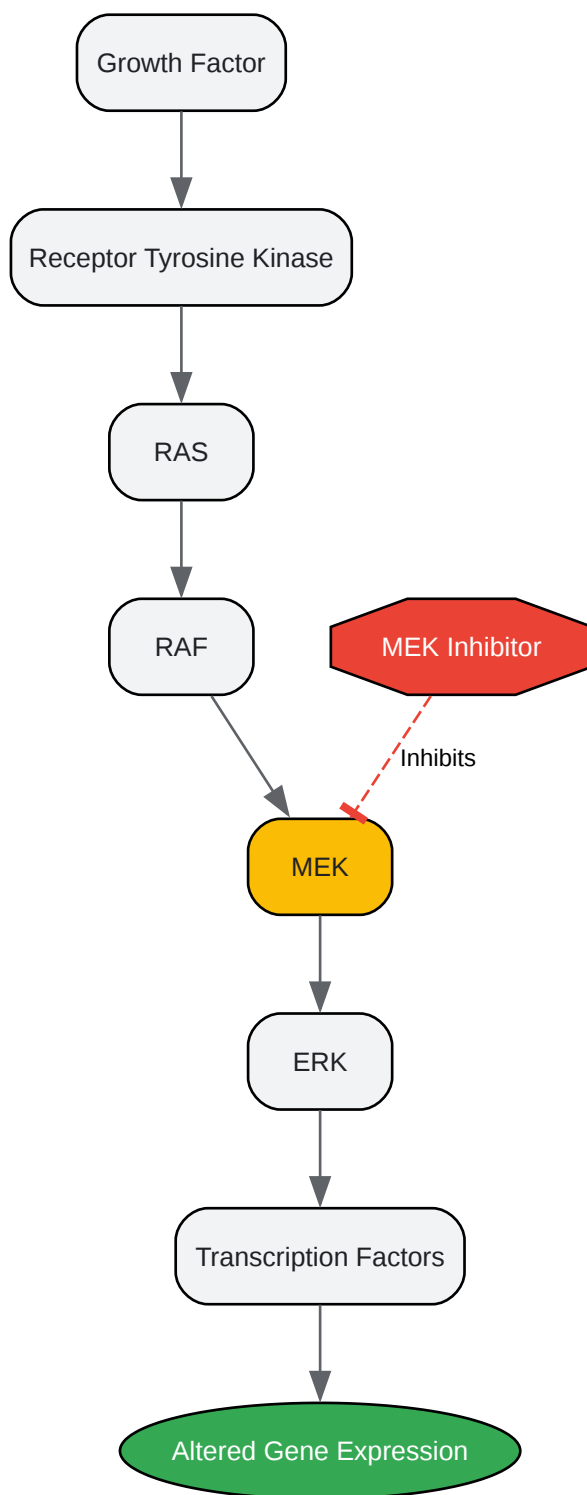 Growth Factor
Receptor Tyrosine Kinase
RAS
RAF
MEK Inhibitor
Inhibits
MEK
ERK
Transcription Factors
Altered Gene Expression